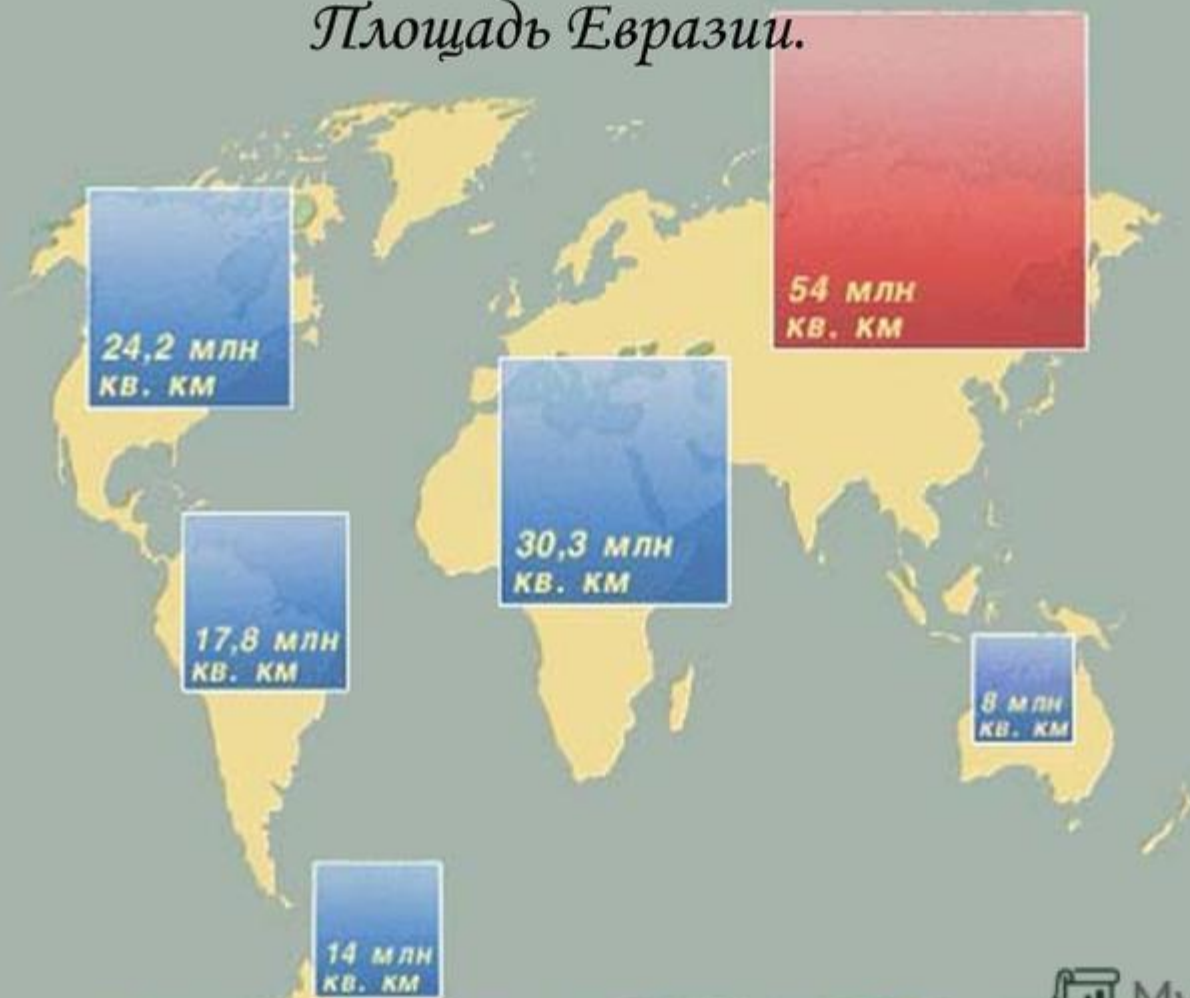 Площадь Евразии.
54 млн
кв. км
24,2 млн
кв. км
30,3 млн
кв. км
17,8 млн
кв. км
8 млн
кв. км
14 млн
кв. км